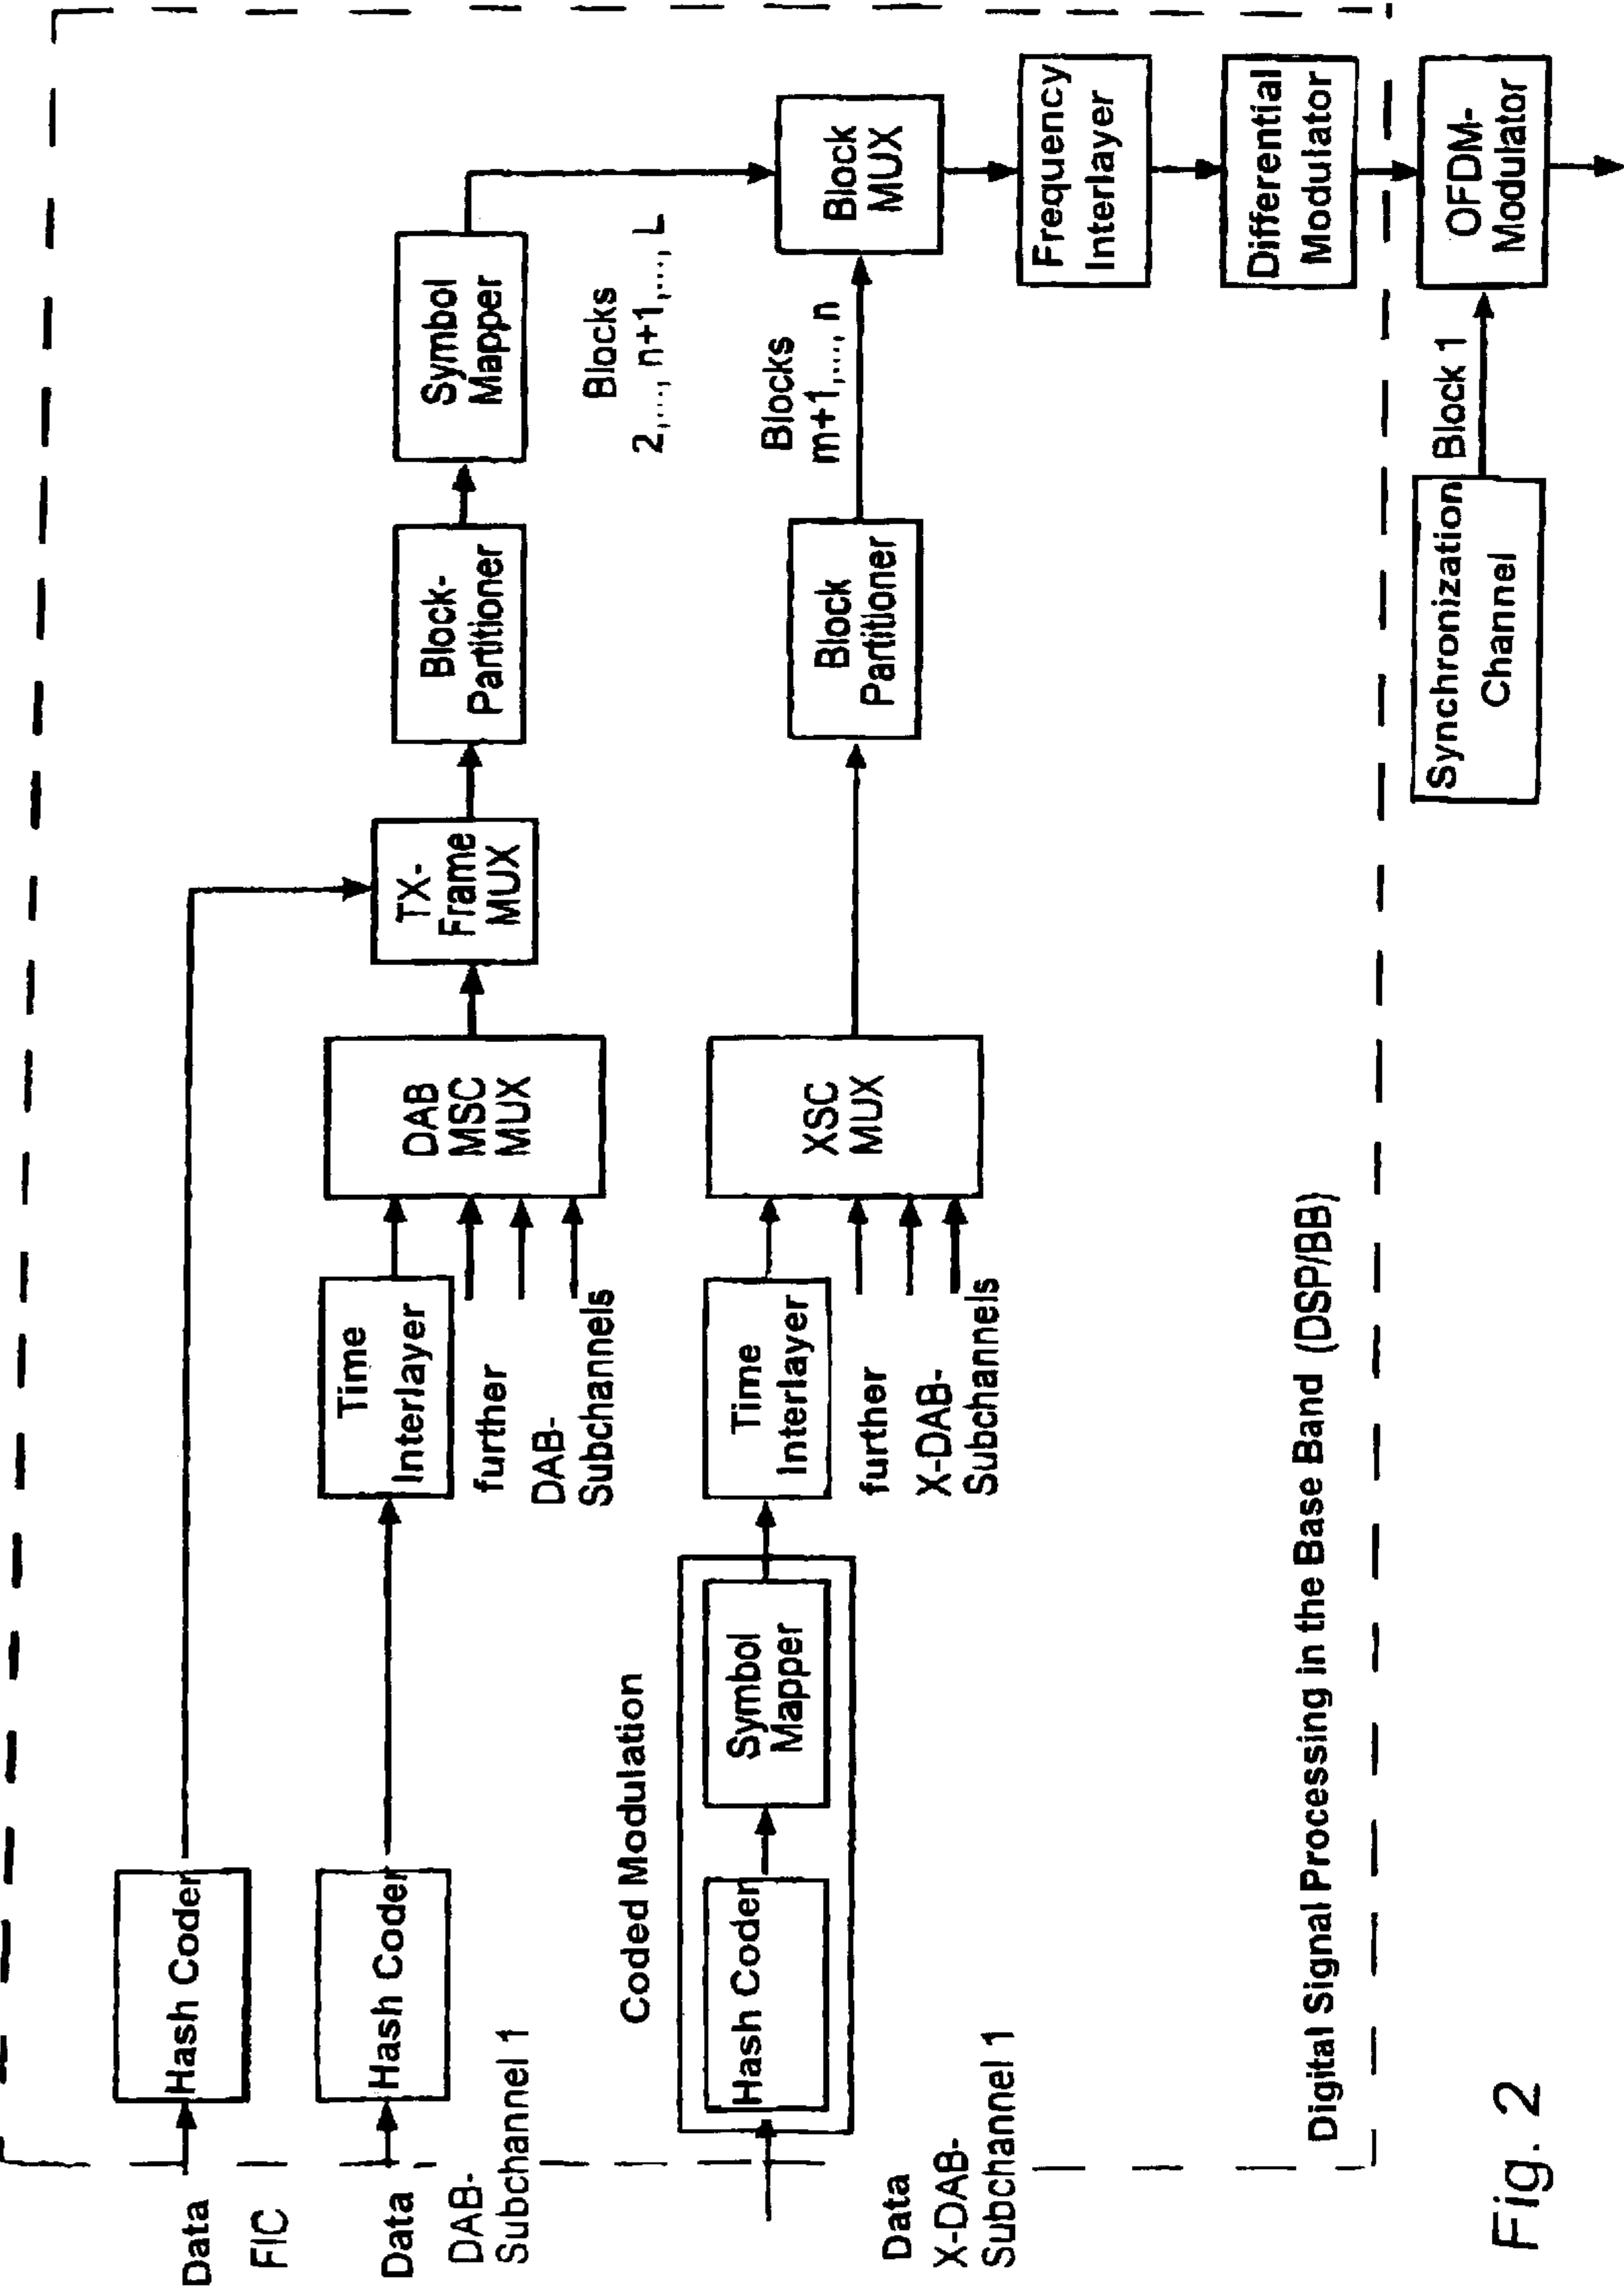 Data
FIC
Hash Coder
Data
DAB-
Subchannel 1
Hash Coder
Time
Interlayer
further
DAB-
Subchannels
DAB
MSC
MUX
TX-
Frame
MUX
Block-
Partitioner
Symbol
Mapper
Blocks
2,..., n+1,..., L
Coded Modulation
Data
X-DAB-
Subchannel 1
Hash Coder
Symbol
Mapper
Time
Interlayer
further
X-DAB-
Subchannels
XSC
MUX
Block
Partitioner
Blocks
m+1,..., n
Block
MUX
Frequency
Interlayer
Differential
Modulator
Digital Signal Processing in the Base Band (DSP/BB)
Synchronization
Channel
Block 1
OFDM-
Modulator
Fig. 2